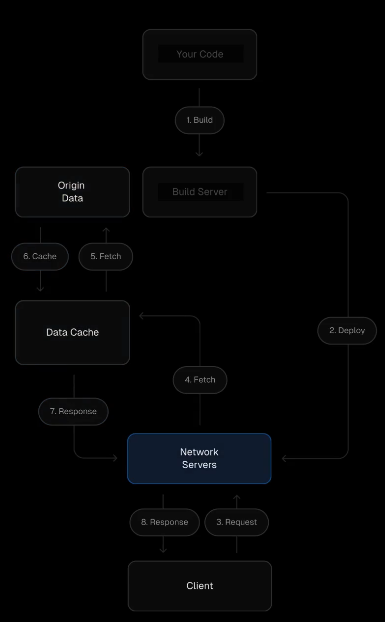 Your Code
1. Build
Origin
Data
Build Server
6. Cache
5. Fetch
Data Cache
2. Deploy
4. Fetch
7. Response
Network
Servers
8. Response
3. Request
Client